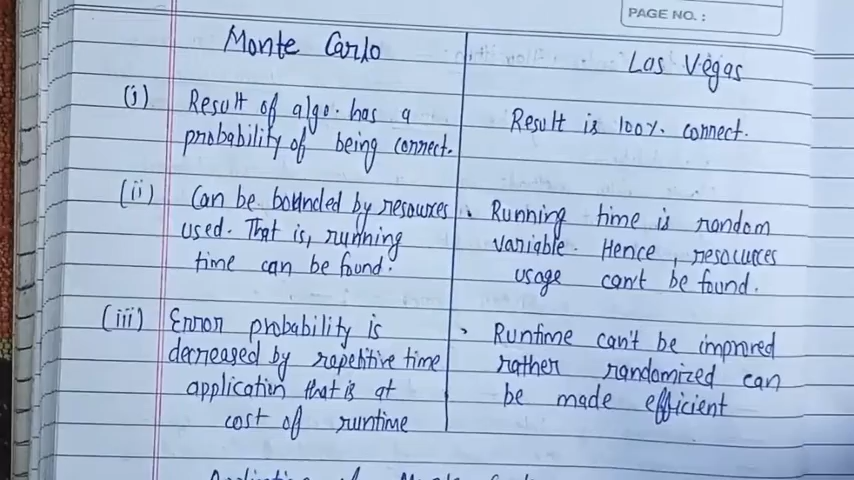 PAGE NO. :
Monte Carlo
Las Vegas
(i) Result of algo. has a
probability of being correct.
Result is 100% correct.
(ii) Can be bounded by resources
used. That is, running
time can be found.
Running time is random
variable. Hence, resources
usage can't be found.
(iii) Error probability is
decreased by repetitive time
application that is at
cost of runtime
Runtime can't be improved
rather randomized can
be made efficient